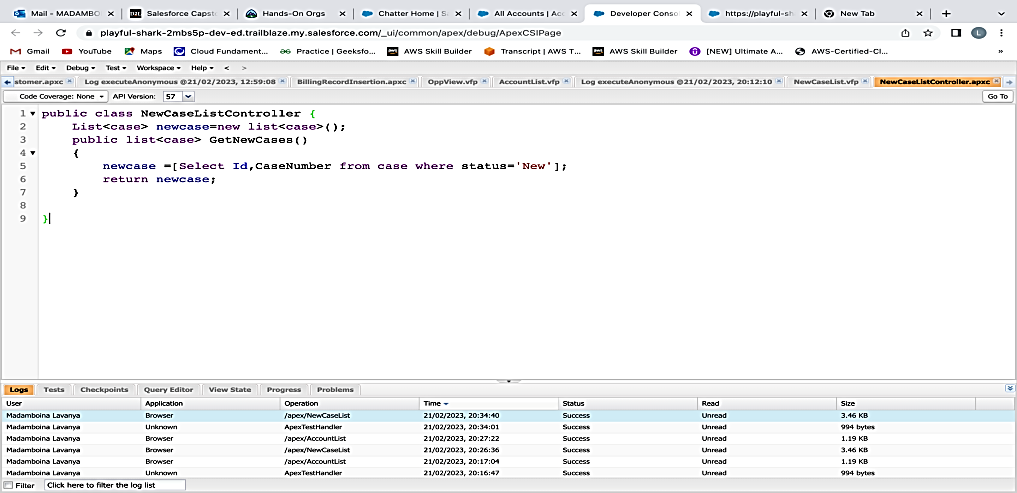 Mail - MADAMBO Salesforce Capst Hands-On Orgs Chatter Home | S All Accounts | Ac Developer Conso https://playful-sh New Tab
playful-shark-2mbs5p-dev-ed.trailblaze.my.salesforce.com/_ui/common/apex/debug/ApexCSIPage L
Gmail YouTube Maps Cloud Fundament... Practice | Geeksfo... AWS Skill Builder Transcript | AWS T... AWS Skill Builder [NEW] Ultimate A... AWS-Certified-Cl... »
File Edit Debug Test Workspace Help < >
stomer.apxc Log executeAnonymous @21/02/2023, 12:59:08 BillingRecordInsertion.apxc OppView.vfp AccountList.vfp Log executeAnonymous @21/02/2023, 20:12:10 NewCaseList.vfp NewCaseListController.apxc
Code Coverage: None API Version: 57 Go To
1 public class NewCaseListController {
2 List<case> newcase=new list<case>();
3 public list<case> GetNewCases()
4 {
5 newcase =[Select Id,CaseNumber from case where status='New'];
6 return newcase;
7 }
8
9 }
Logs Tests Checkpoints Query Editor View State Progress Problems
User Application Operation Time Status Read Size
Madamboina Lavanya Browser /apex/NewCaseList 21/02/2023, 20:34:40 Success Unread 3.46 KB
Madamboina Lavanya Unknown ApexTestHandler 21/02/2023, 20:34:01 Success Unread 994 bytes
Madamboina Lavanya Browser /apex/AccountList 21/02/2023, 20:27:22 Success Unread 1.19 KB
Madamboina Lavanya Browser /apex/NewCaseList 21/02/2023, 20:26:36 Success Unread 3.46 KB
Madamboina Lavanya Browser /apex/AccountList 21/02/2023, 20:17:04 Success Unread 1.19 KB
Madamboina Lavanya Unknown ApexTestHandler 21/02/2023, 20:16:47 Success Unread 994 bytes
Filter Click here to filter the log list